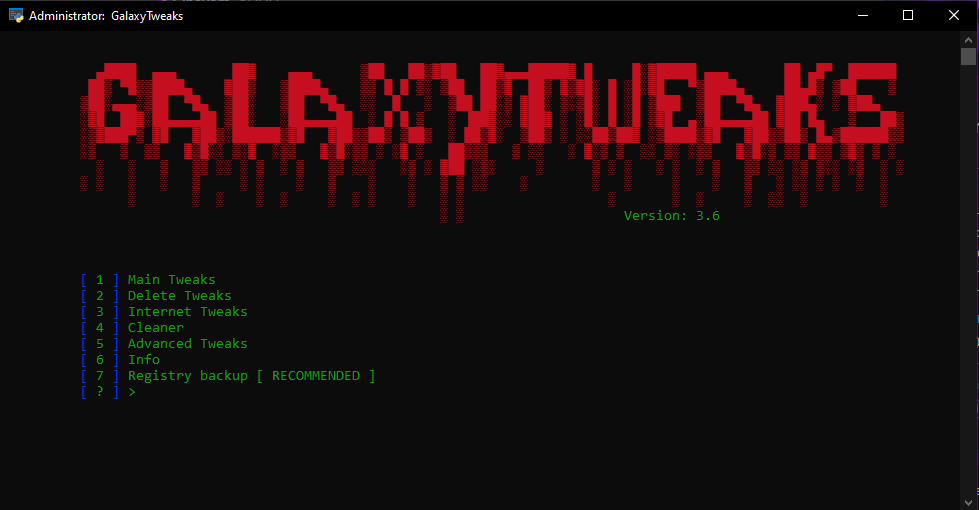 Administrator: GalaxyTweaks
GALAXYTWEAKS
Version: 3.6
[ 1 ] Main Tweaks
[ 2 ] Delete Tweaks
[ 3 ] Internet Tweaks
[ 4 ] Cleaner
[ 5 ] Advanced Tweaks
[ 6 ] Info
[ 7 ] Registry backup [ RECOMMENDED ]
[ ? ] >